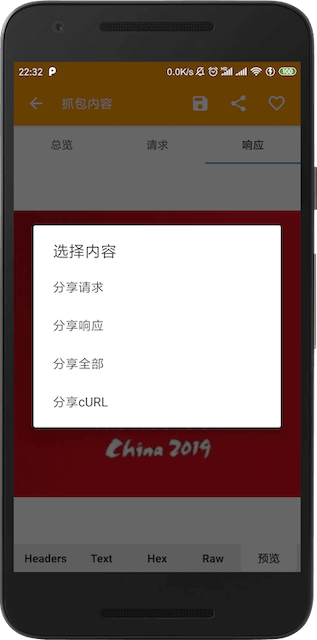 22:32 P 0.0K/s 100
抓包内容
总览 请求 响应
选择内容
分享请求
分享响应
分享全部
分享cURL
China 2019
Headers Text Hex Raw 预览